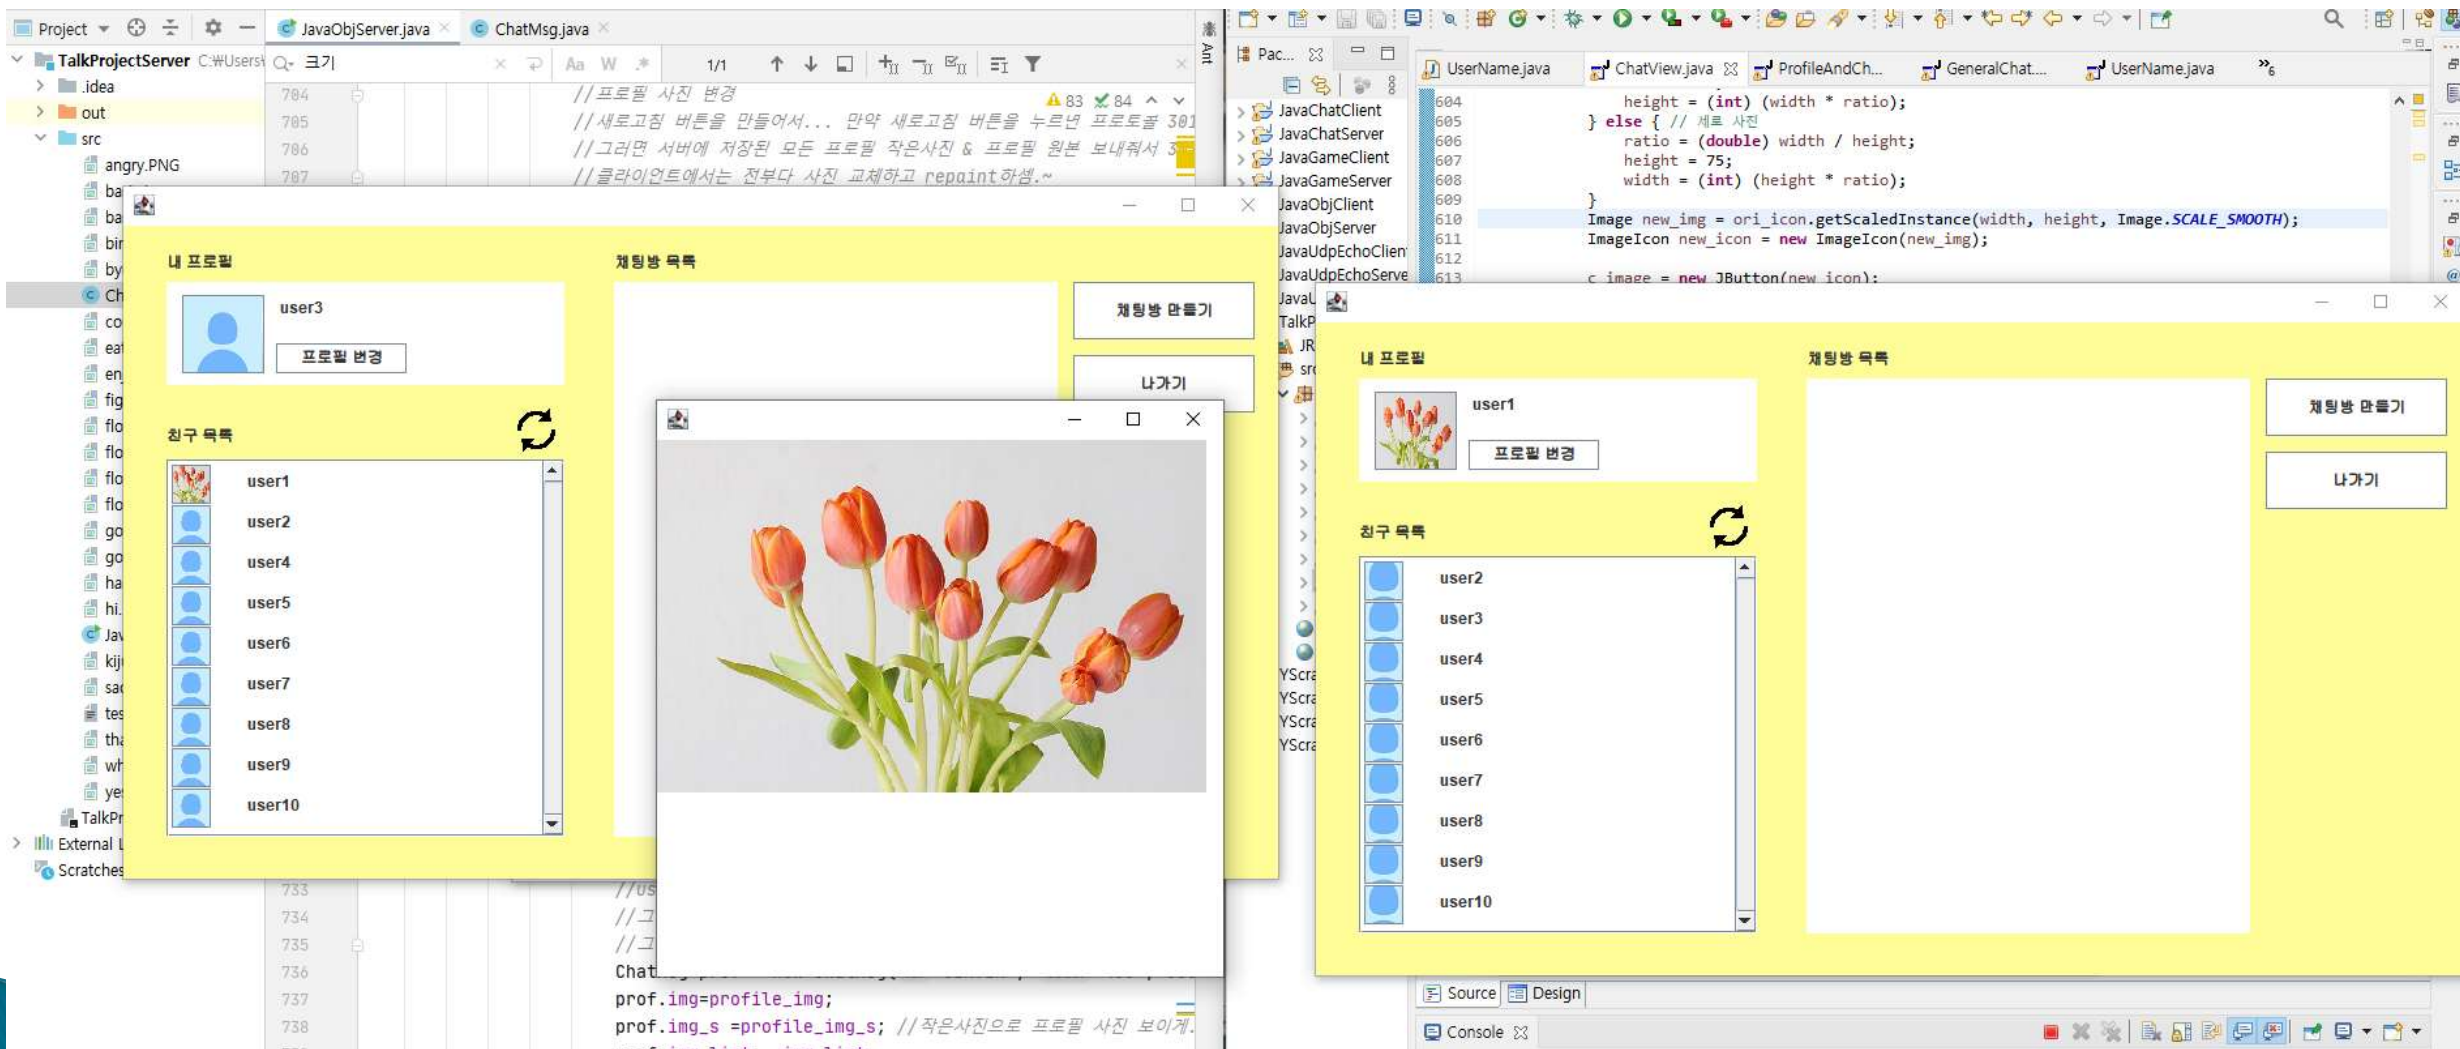 Project
JavaObjServer.java
ChatMsg.java
Ant
TalkProjectServer C:₩Users₩
크기
Aa W .*
1/1
.idea
out
src
angry.PNG
External
Scratches
704 //프로필 사진 변경
83 84
705 //새로고침 버튼을 만들어서... 만약 새로고침 버튼을 누르면 프로토콜 301
706 //그러면 서버에 저장된 모든 프로필 작은사진 & 프로필 원본 보내줘서
707 //클라이언트에서는 전부다 사진 교체하고 repaint하셈.~
내 프로필
user3
프로필 변경
채팅방 목록
채팅방 만들기
나가기
친구 목록
user1
user2
user4
user5
user6
user7
user8
user9
user10
733
734
735
736
737 prof.img=profile_img;
738 prof.img_s =profile_img_s; //작은사진으로 프로필 사진 보이게.
Pac...
JavaChatClient
JavaChatServer
JavaGameClient
JavaGameServer
JavaObjClient
JavaObjServer
UserName.java
ChatView.java
ProfileAndCh...
GeneralChat....
UserName.java
»6
604 height = (int) (width * ratio);
605 } else { // 세로 사진
606 ratio = (double) width / height;
607 height = 75;
608 width = (int) (height * ratio);
609 }
610 Image new_img = ori_icon.getScaledInstance(width, height, Image.SCALE_SMOOTH);
611 ImageIcon new_icon = new ImageIcon(new_img);
612
613 c_image = new JButton(new_icon);
내 프로필
user1
프로필 변경
채팅방 목록
채팅방 만들기
나가기
친구 목록
user2
user3
user4
user5
user6
user7
user8
user9
user10
Source
Design
Console